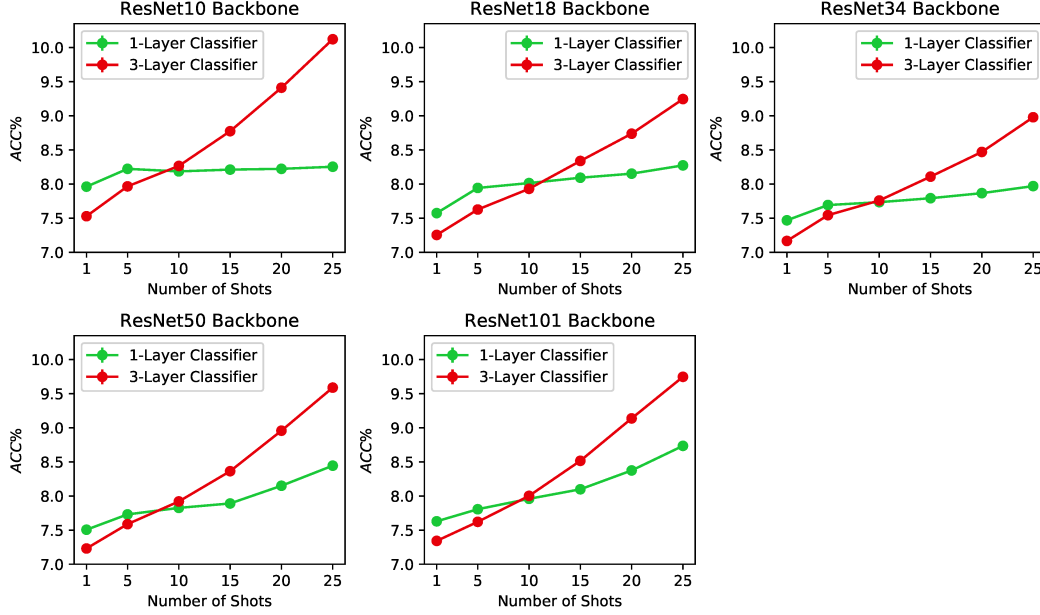 ResNet10 Backbone
1-Layer Classifier
3-Layer Classifier
10.0
9.5
9.0
8.5
8.0
7.5
7.0
ACC%
1 5 10 15 20 25
Number of Shots
ResNet18 Backbone
1-Layer Classifier
3-Layer Classifier
10.0
9.5
9.0
8.5
8.0
7.5
7.0
ACC%
1 5 10 15 20 25
Number of Shots
ResNet34 Backbone
1-Layer Classifier
3-Layer Classifier
10.0
9.5
9.0
8.5
8.0
7.5
7.0
ACC%
1 5 10 15 20 25
Number of Shots
ResNet50 Backbone
1-Layer Classifier
3-Layer Classifier
10.0
9.5
9.0
8.5
8.0
7.5
7.0
ACC%
1 5 10 15 20 25
Number of Shots
ResNet101 Backbone
1-Layer Classifier
3-Layer Classifier
10.0
9.5
9.0
8.5
8.0
7.5
7.0
ACC%
1 5 10 15 20 25
Number of Shots